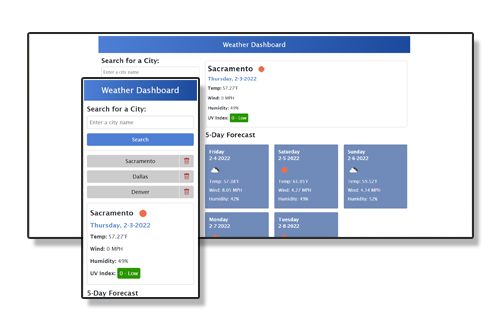 Weather Dashboard
Search for a City:
Enter a city name
Sacramento
Thursday, 2-3-2022
Temp: 57.27°F
Wind: 0 MPH
Humidity: 49%
UV Index: 0 - Low
5-Day Forecast
Friday
2-4-2022
Temp: 57.38°F
Wind: 8.05 MPH
Humidity: 42%
Saturday
2-5-2022
Wind: 4.27 MPH
Humidity: 49%
Sunday
2-6-2022
Temp: 59.52°F
Wind: 4.14 MPH
Humidity: 52%
Monday
2-7-2022
Tuesday
2-8-2022
Weather Dashboard
Search for a City:
Enter a city name
Search
Sacramento
Dallas
Denver
Sacramento
Thursday, 2-3-2022
Temp: 57.27°F
Wind: 0 MPH
Humidity: 49%
UV Index: 0 - Low
5-Day Forecast